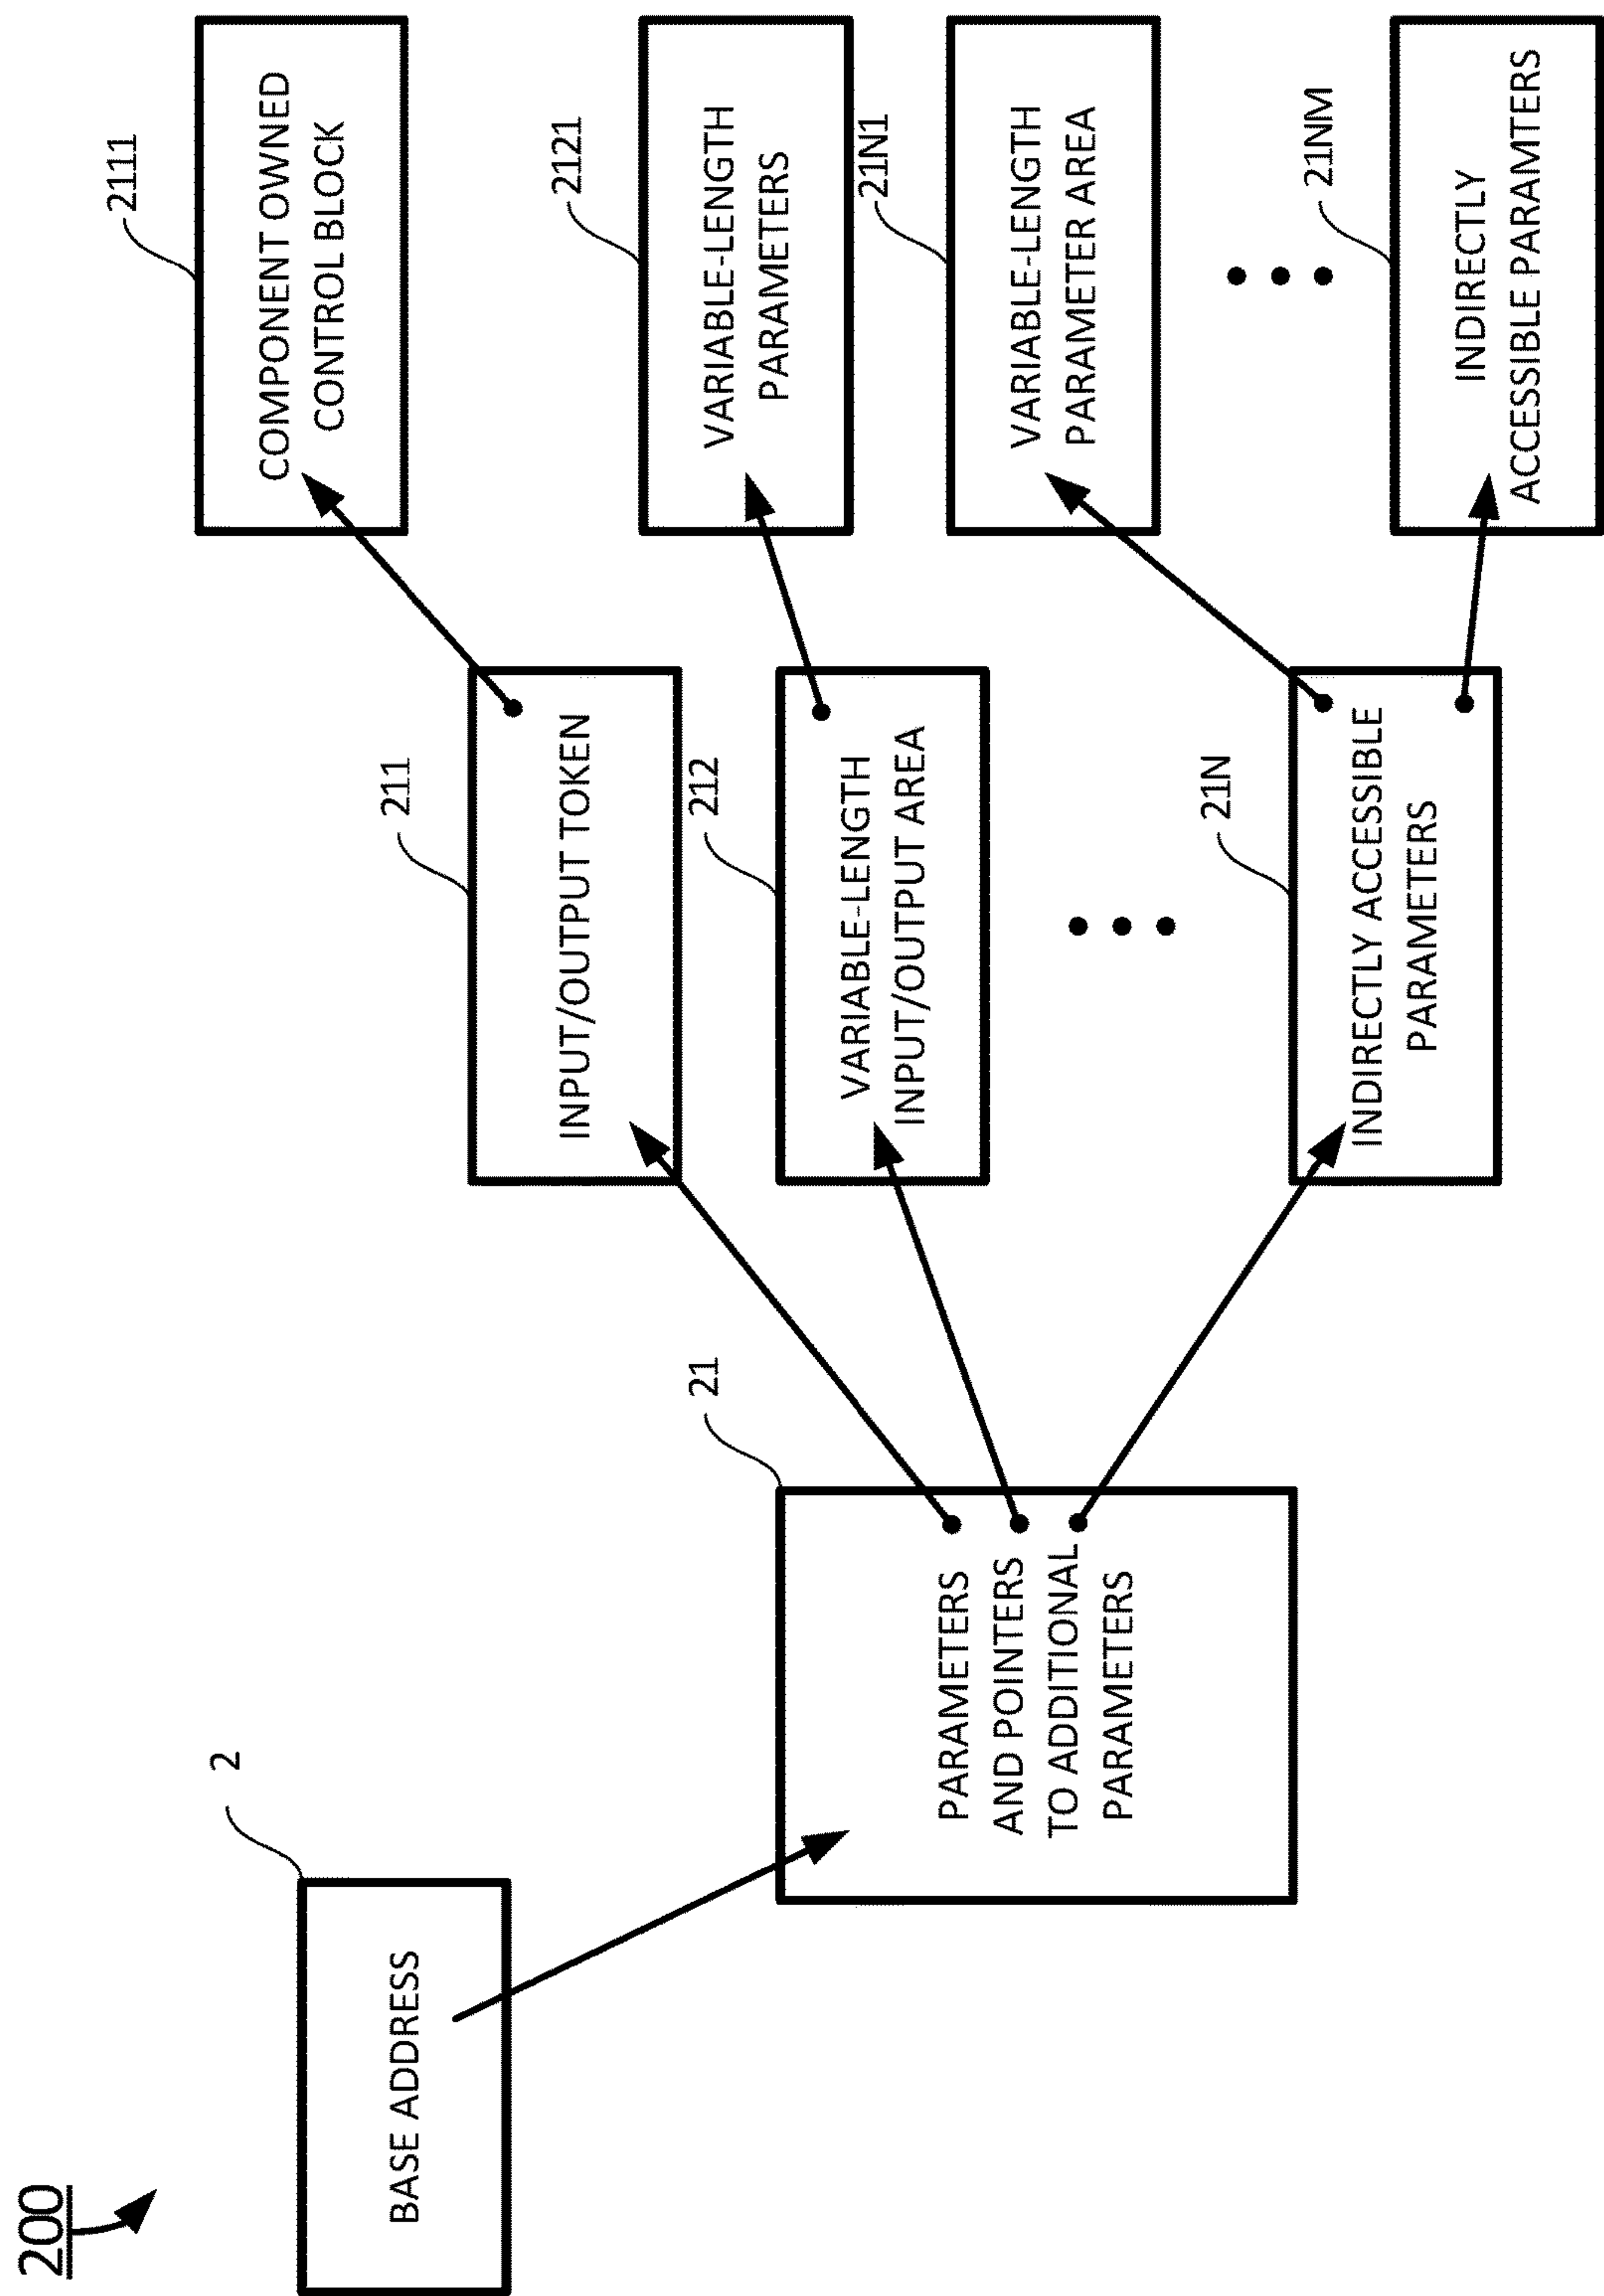 200
2
BASE ADDRESS
21
PARAMETERS
AND POINTERS
TO ADDITIONAL
PARAMETERS
211
INPUT/OUTPUT TOKEN
212
VARIABLE-LENGTH
INPUT/OUTPUT AREA
21N
INDIRECTLY ACCESSIBLE
PARAMETERS
2111
COMPONENT OWNED
CONTROL BLOCK
2121
VARIABLE-LENGTH
PARAMETERS
21N1
VARIABLE-LENGTH
PARAMETER AREA
21NM
INDIRECTLY
ACCESSIBLE PARAMTERS